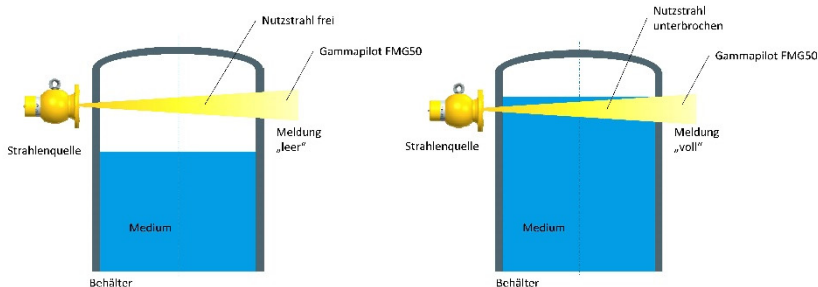 Nutzstrahl frei
Gammapilot FMG50
Strahlenquelle
Meldung
„leer“
Medium
Behälter
Nutzstrahl
unterbrochen
Gammapilot FMG50
Strahlenquelle
Meldung
„voll“
Medium
Behälter